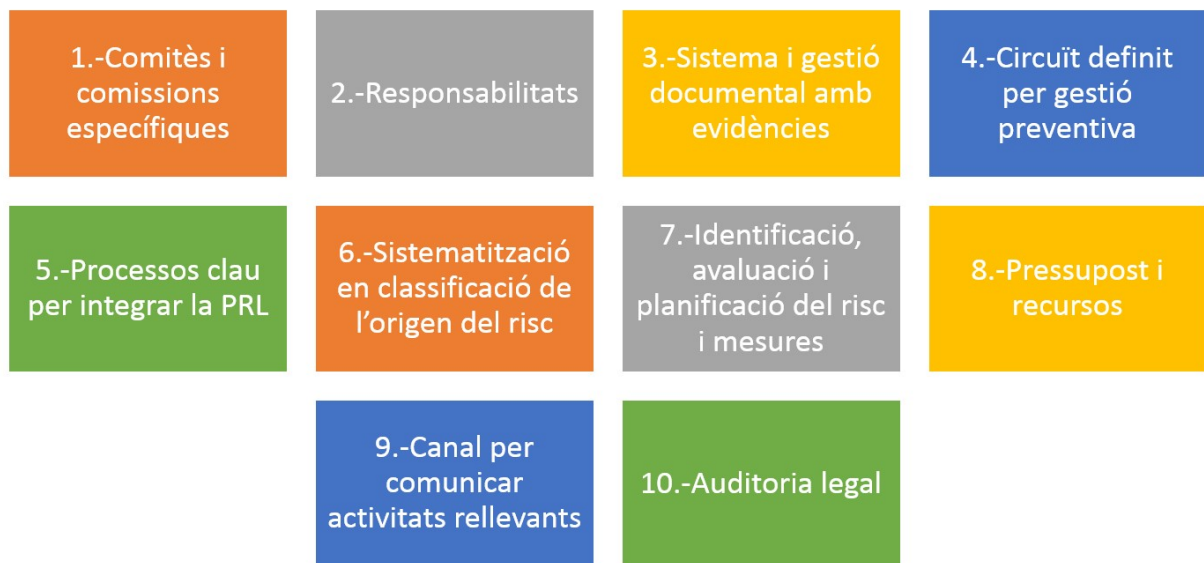 1.-Comitès i
comissions
específiques
2.-Responsabilitats
3.-Sistema i gestió
documental amb
evidències
4.-Circuït definit
per gestió
preventiva
5.-Processos clau
per integrar la PRL
6.-Sistematització
en classificació de
l'origen del risc
7.-Identificació,
avaluació i
planificació del risc
i mesures
8.-Pressupost i
recursos
9.-Canal per
comunicar
activitats rellevants
10.-Auditoria legal